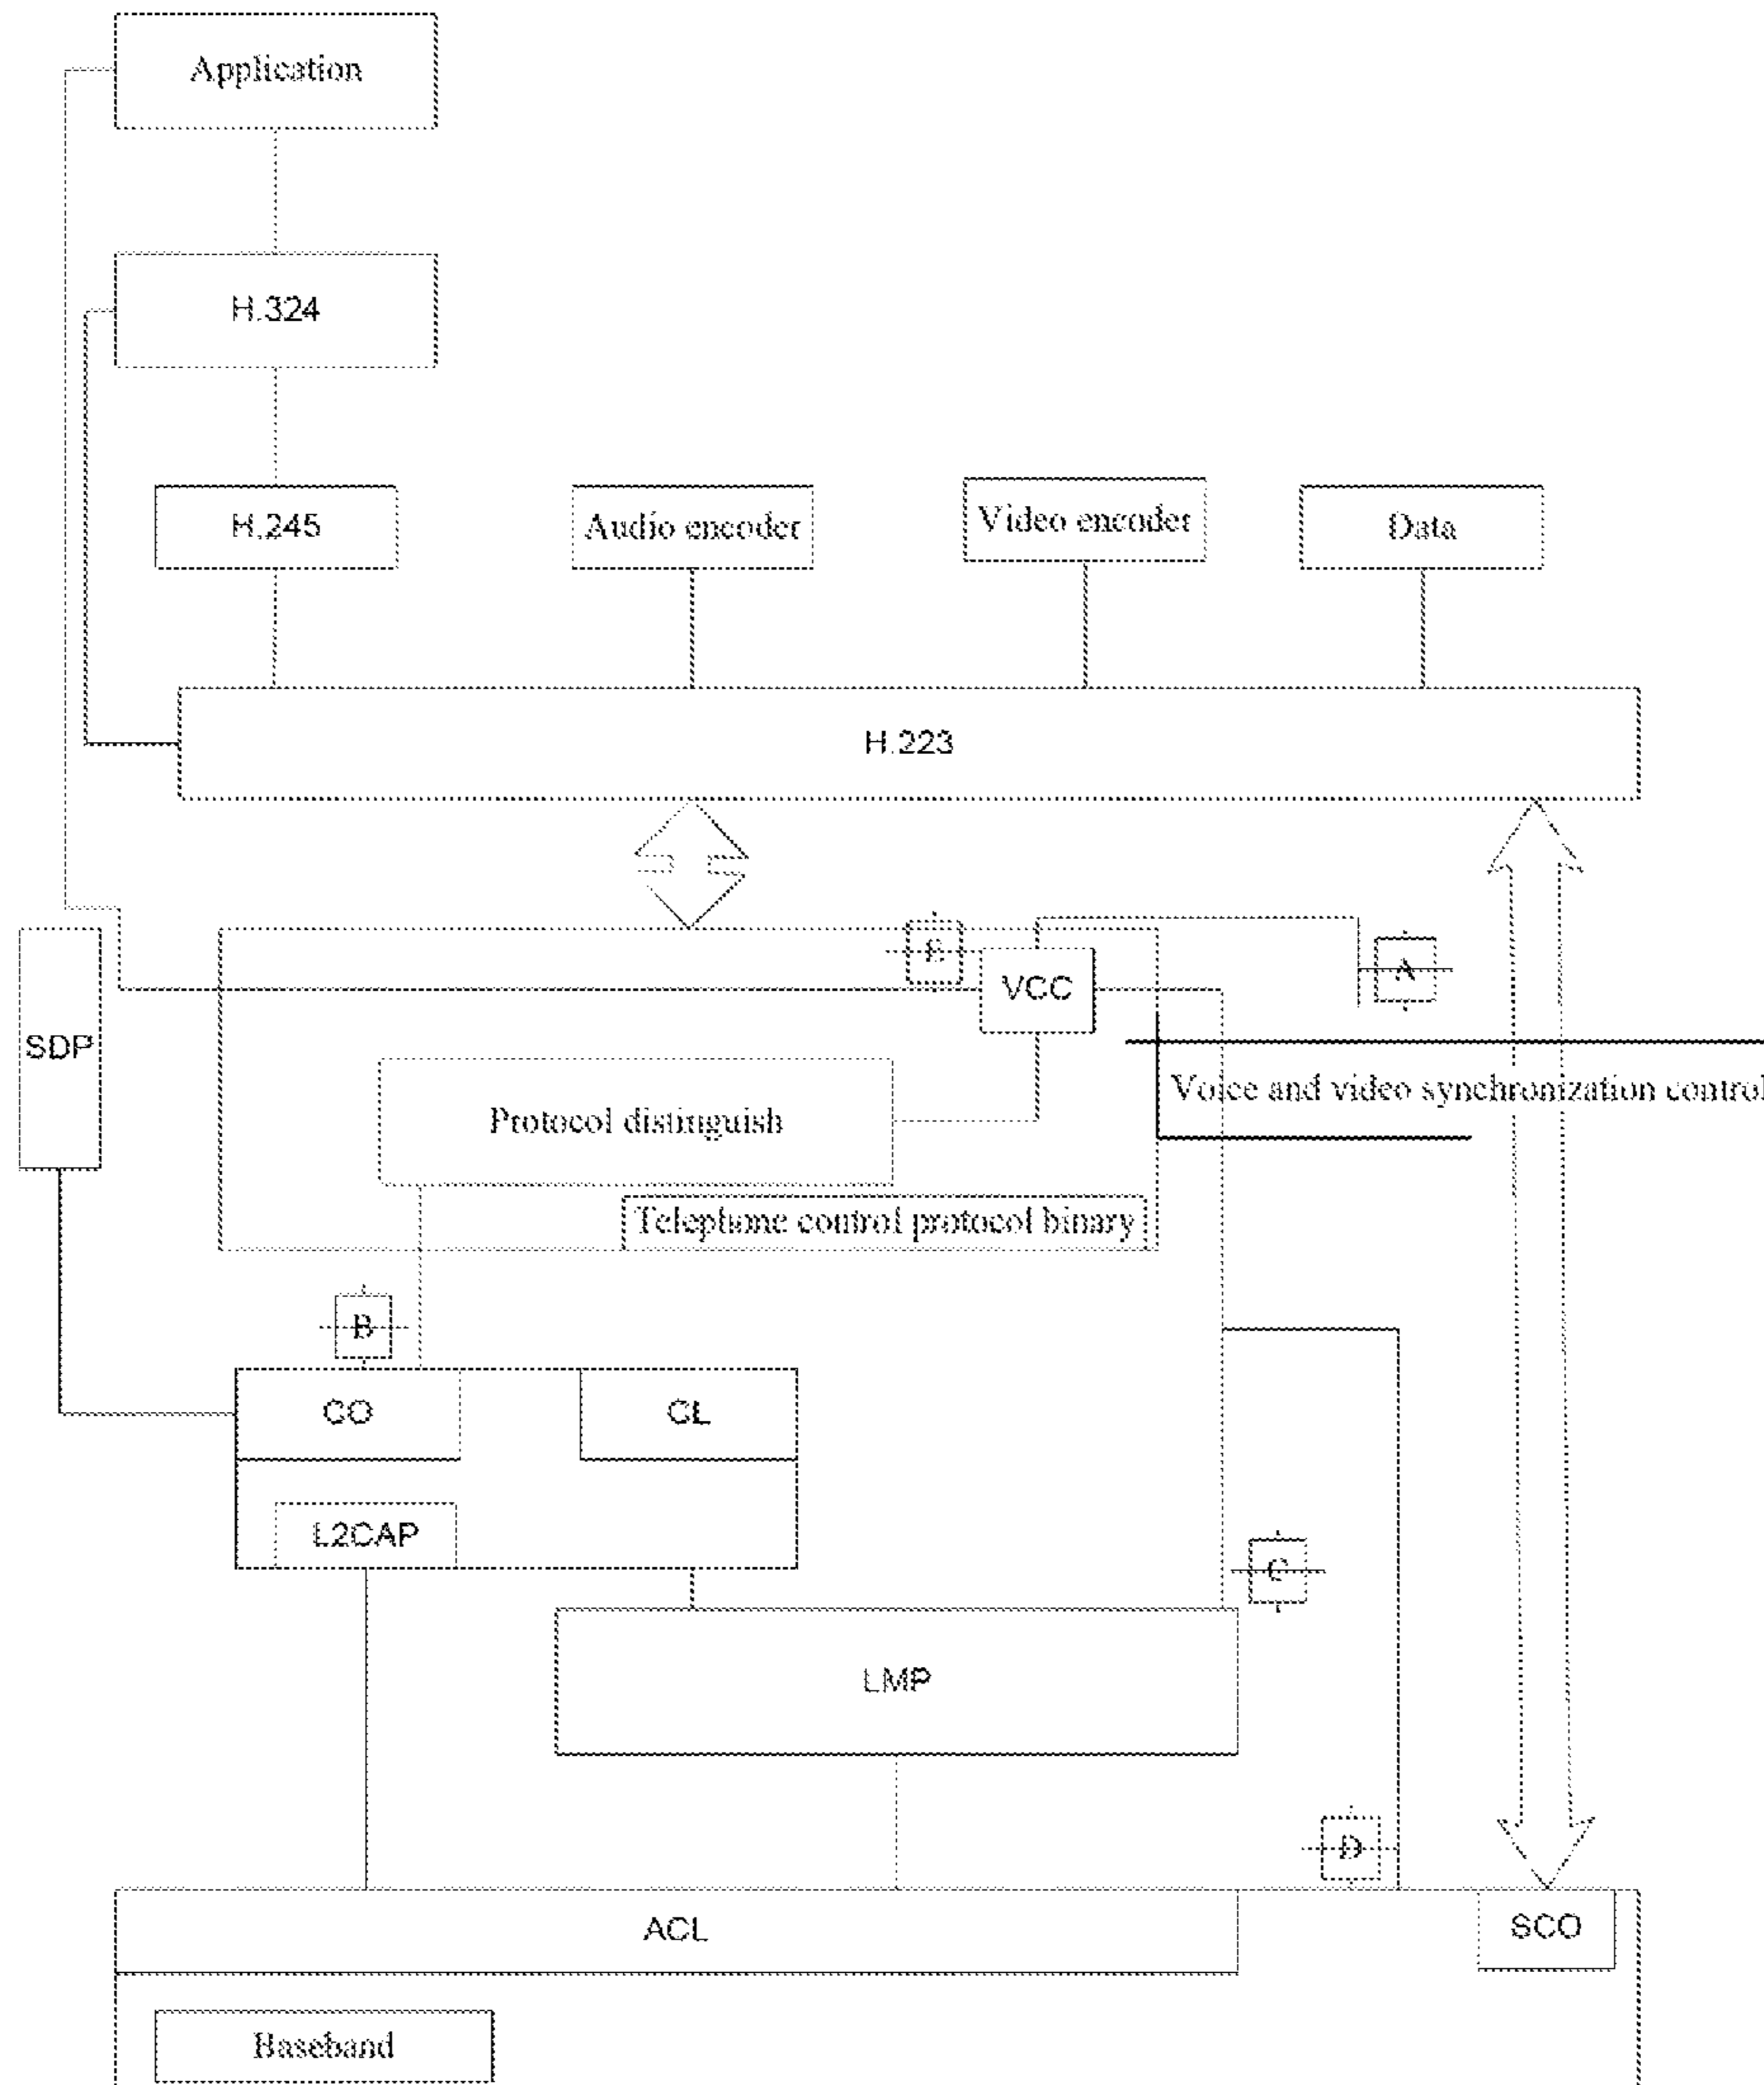 Application
H.324
H.245
Audio encoder
Video encoder
Data
H.223
E
A
VCC
SDP
Voice and video synchronization control
Protocol distinguish
Telephone control protocol binary
B
CO
CL
L2CAP
C
LMP
D
ACL
SCO
Baseband